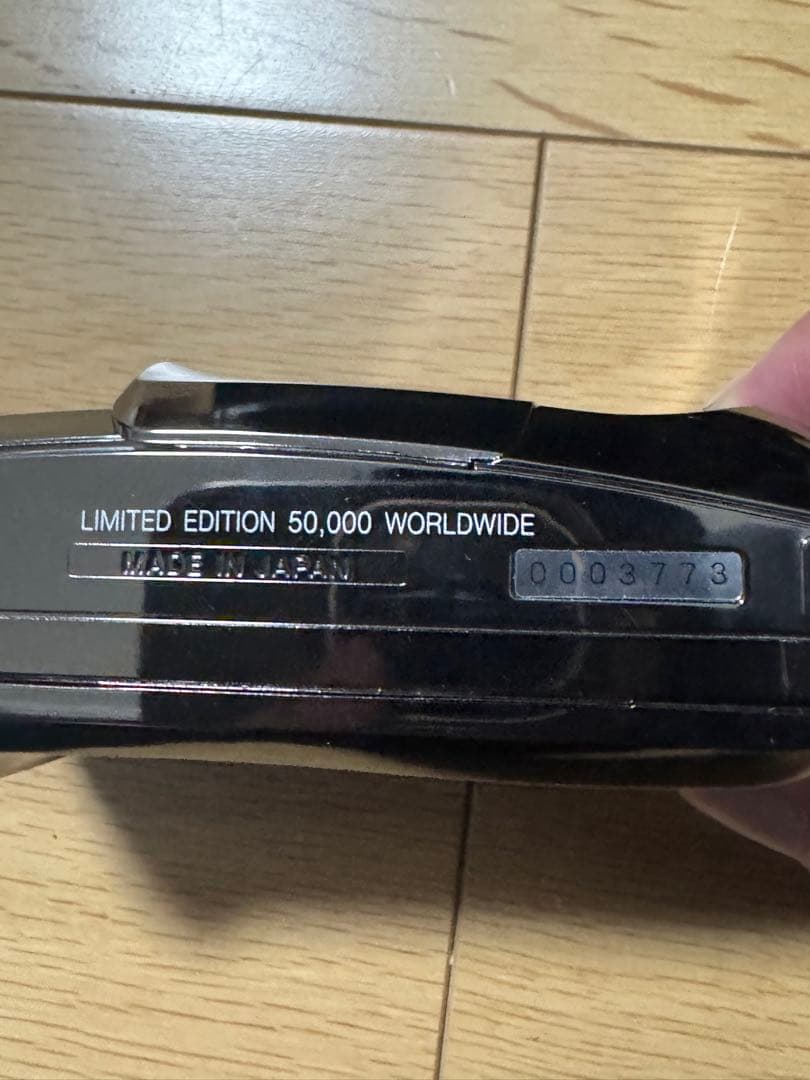 LIMITED EDITION 50,000 WORLDWIDE
MADE IN JAPAN
0003773